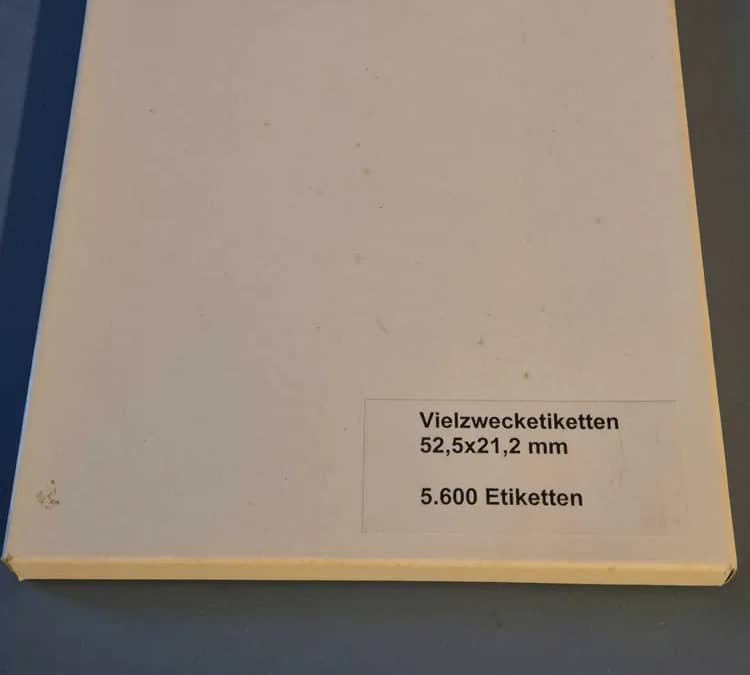 Vielzwecketiketten
52,5x21,2 mm
5.600 Etiketten